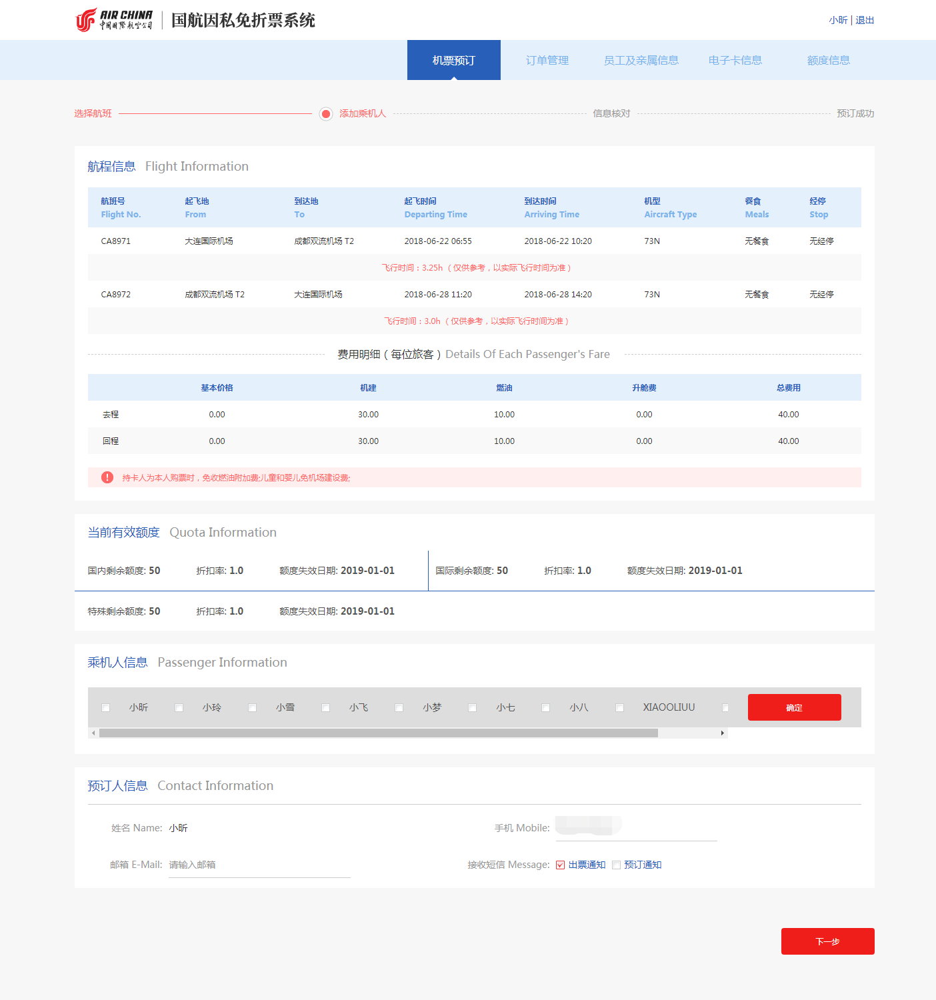 AIR CHINA
中国国際航空公司
国航因私免折票系统
小昕 | 退出
机票预订 订单管理 员工及亲属信息 电子卡信息 额度信息
选择航班 添加乘机人 信息核对 预订成功
航程信息 Flight Information
航班号 起飞地 到达地 起飞时间 到达时间 机型 餐食 经停
Flight No. From To Departing Time Arriving Time Aircraft Type Meals Stop
CA8971 大连国际机场 成都双流机场 T2 2018-06-22 06:55 2018-06-22 10:20 73N 无餐食 无经停
飞行时间：3.25h（仅供参考，以实际飞行时间为准）
CA8972 成都双流机场 T2 大连国际机场 2018-06-28 11:20 2018-06-28 14:20 73N 无餐食 无经停
飞行时间：3.0h（仅供参考，以实际飞行时间为准）
费用明细（每位旅客）Details Of Each Passenger's Fare
基本价格 机建 燃油 升舱费 总费用
去程 0.00 30.00 10.00 0.00 40.00
回程 0.00 30.00 10.00 0.00 40.00
持卡人为本人购票时，免收燃油附加费;儿童和婴儿免机场建设费;
当前有效额度 Quota Information
国内剩余额度: 50 折扣率: 1.0 额度失效日期: 2019-01-01 国际剩余额度: 50 折扣率: 1.0 额度失效日期: 2019-01-01
特殊剩余额度: 50 折扣率: 1.0 额度失效日期: 2019-01-01
乘机人信息 Passenger Information
小昕 小玲 小雪 小飞 小梦 小七 小八 XIAOOLIUU 确定
预订人信息 Contact Information
姓名 Name: 小昕 手机 Mobile:
邮箱 E-Mail: 请输入邮箱 接收短信 Message: 出票通知 预订通知
下一步